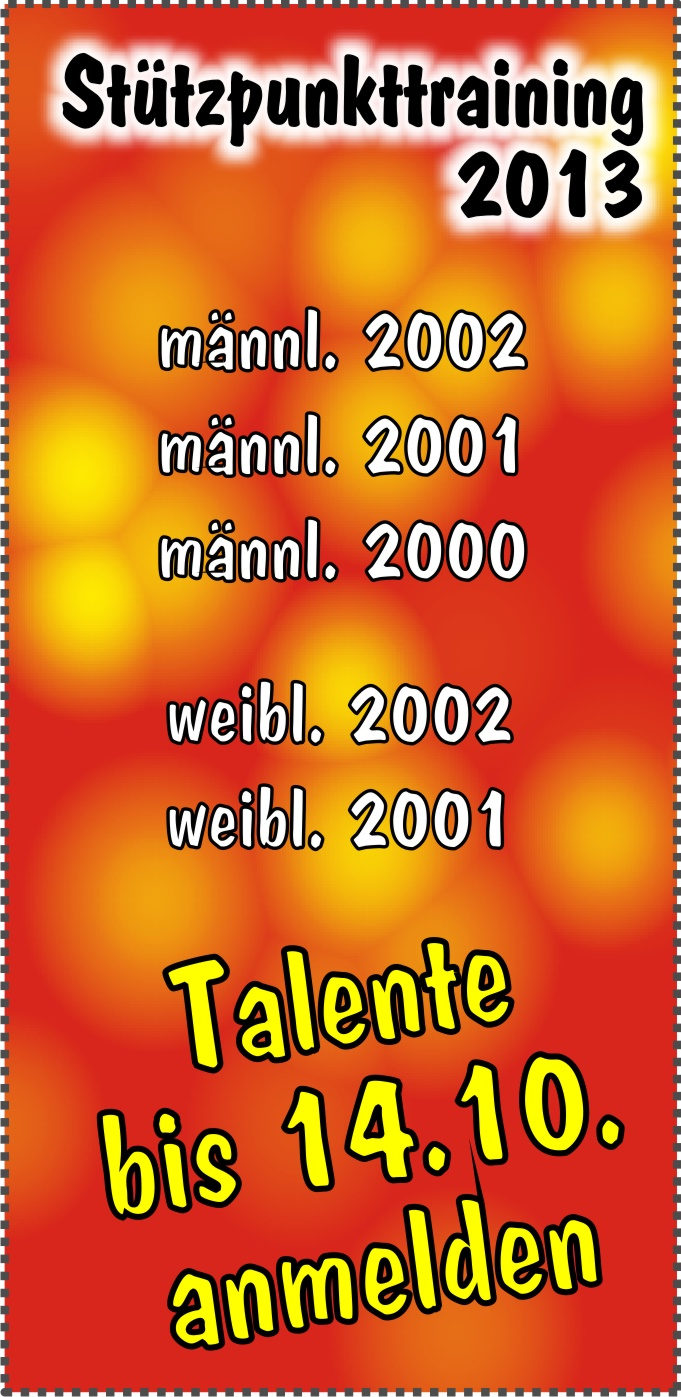 Stützpunkttraining
2013
männl. 2002
männl. 2001
männl. 2000
weibl. 2002
weibl. 2001
Talente
bis 14.10.
anmelden